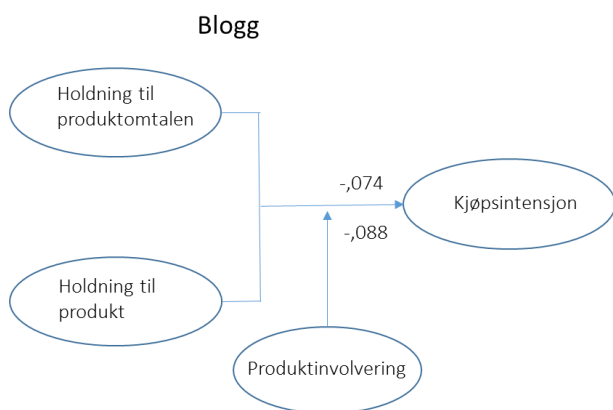 Blogg
Holdning til
produktomtalen
-,074
Kjøpsintensjon
-,088
Holdning til
produkt
Produktinvolvering